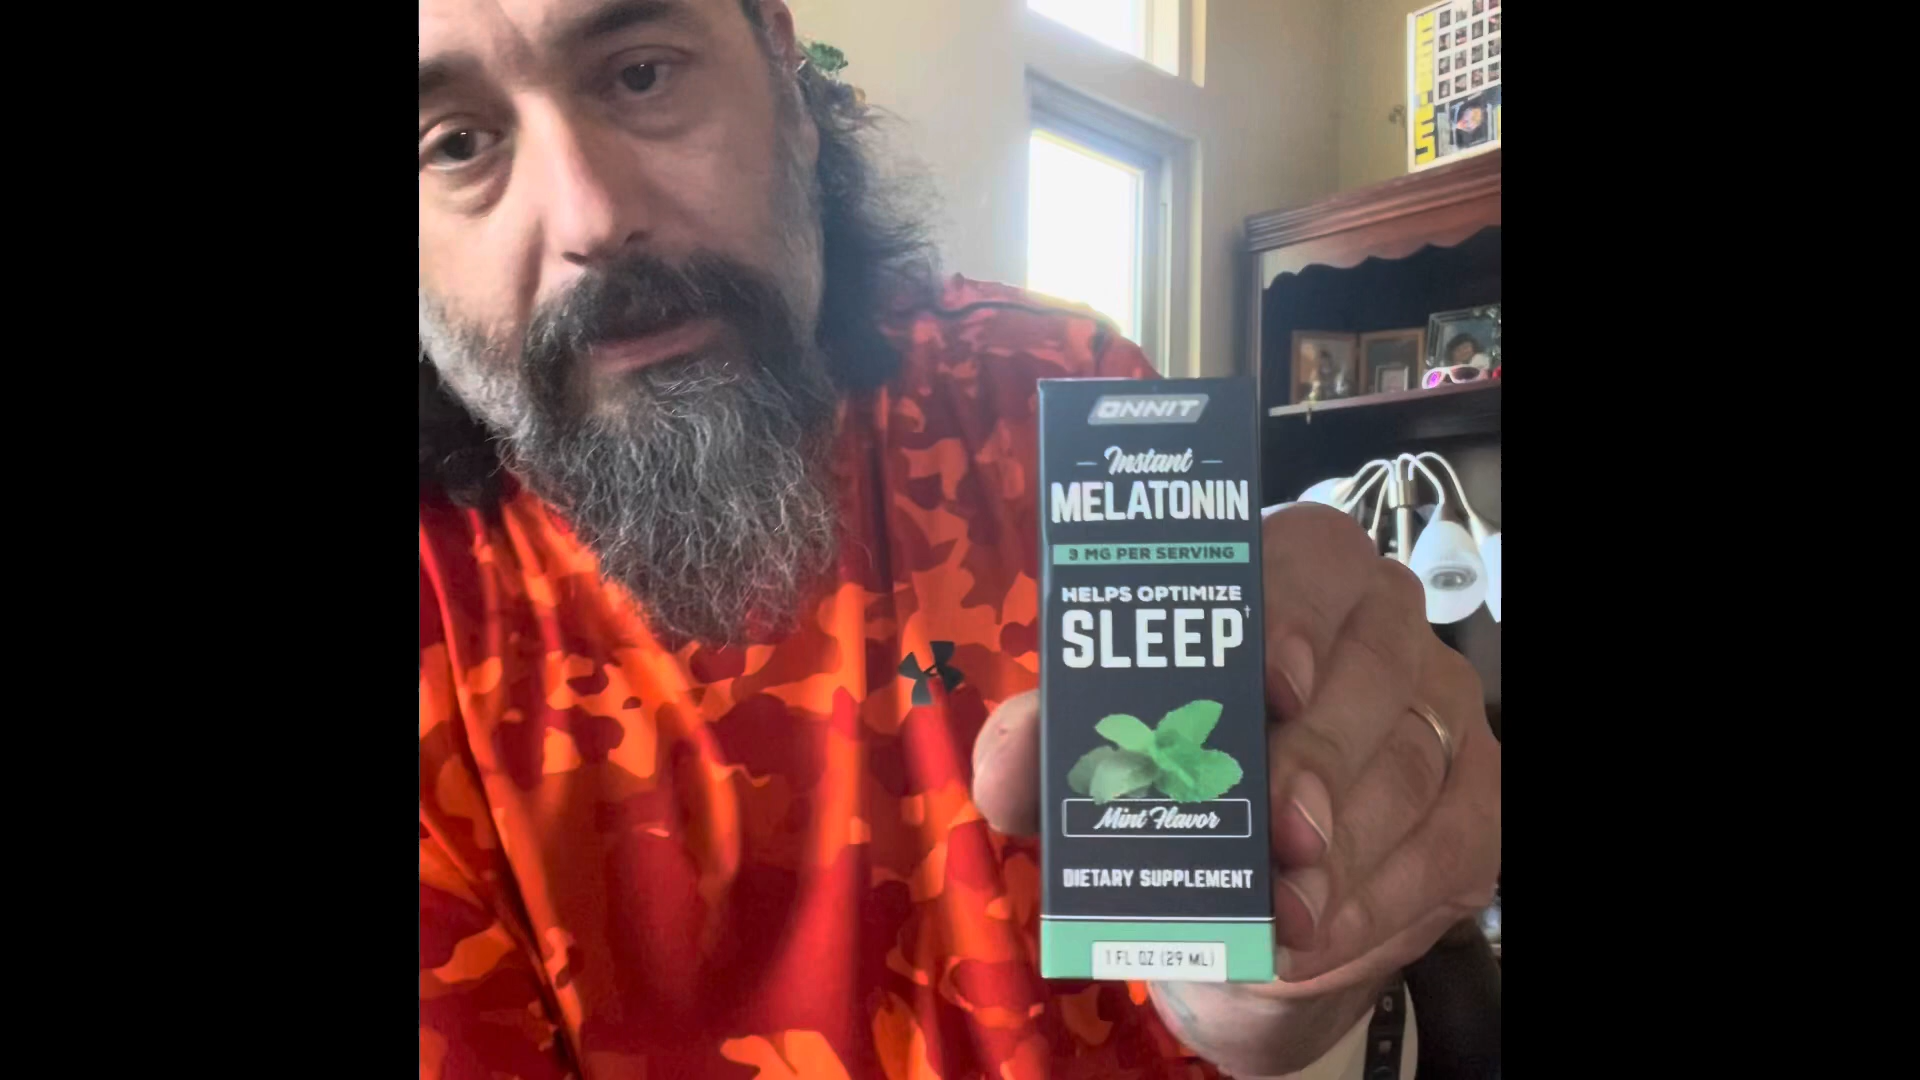 ONNIT
Instant
MELATONIN
3 MG PER SERVING
HELPS OPTIMIZE
SLEEP†
Mint Flavor
DIETARY SUPPLEMENT
1 FL OZ (29 ML)